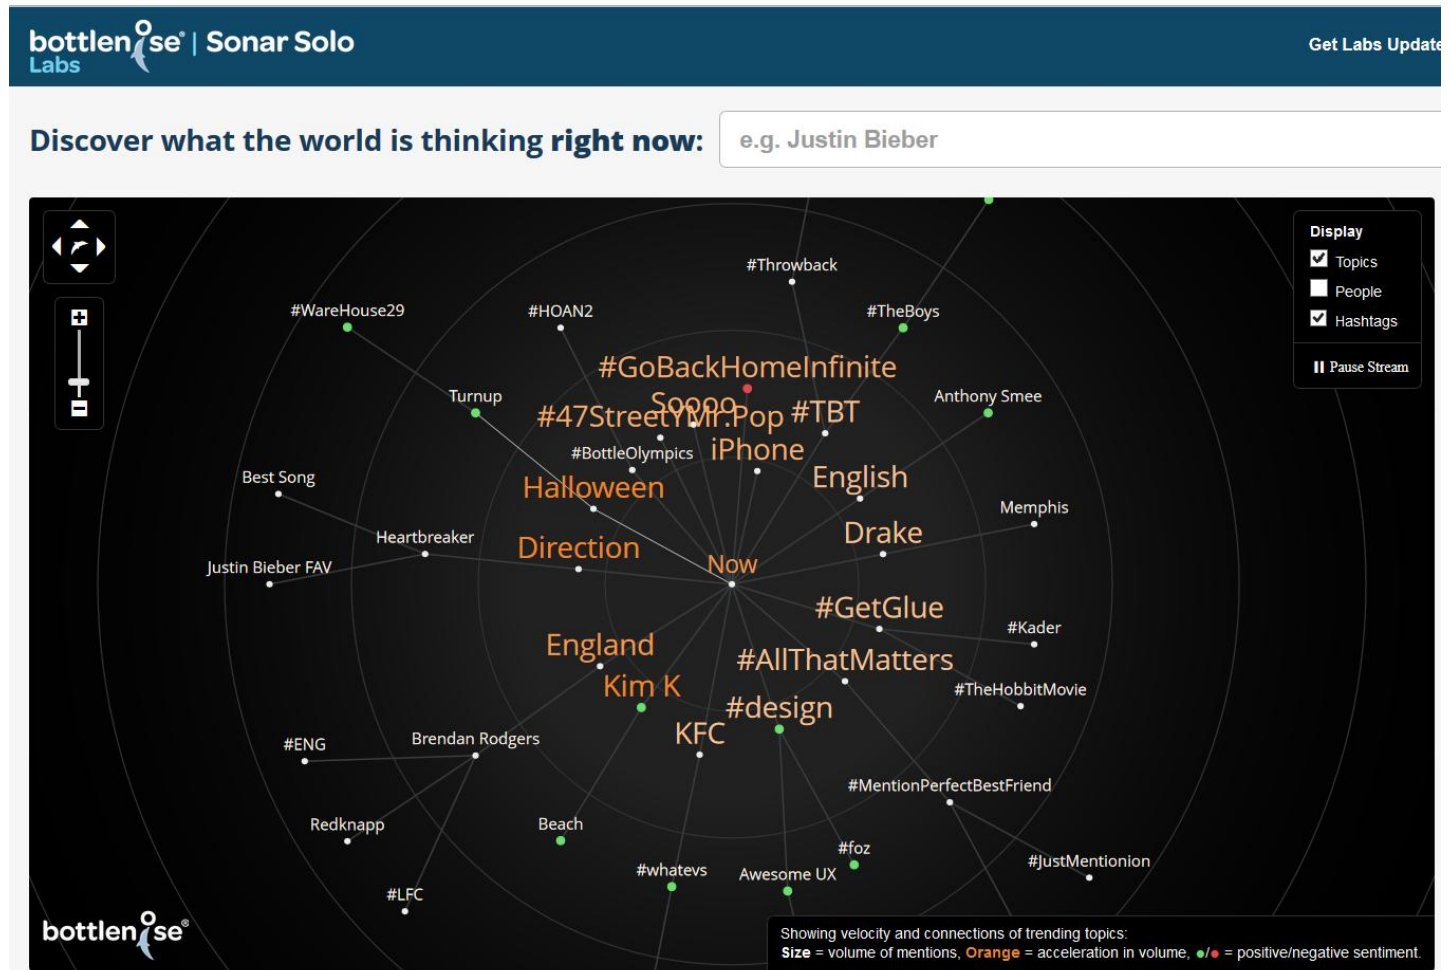 bottlenose® | Sonar Solo
Labs
Get Labs Update
Discover what the world is thinking right now:
e.g. Justin Bieber
Display
Topics
People
Hashtags
Pause Stream
#Throwback
#WareHouse29
#HOAN2
#TheBoys
#GoBackHomeInfinite
Turnup
Soooo
Anthony Smee
#47StreetYMr.Pop
#TBT
#BottleOlympics
iPhone
Best Song
Halloween
English
Memphis
Heartbreaker
Direction
Drake
Justin Bieber FAV
Now
#GetGlue
#Kader
England
#AllThatMatters
Kim K
#TheHobbitMovie
#design
#ENG
Brendan Rodgers
KFC
#MentionPerfectBestFriend
Redknapp
Beach
#foz
#whatevs
Awesome UX
#JustMentionion
#LFC
bottlenose®
Showing velocity and connections of trending topics:
Size = volume of mentions, Orange = acceleration in volume, ●/● = positive/negative sentiment.